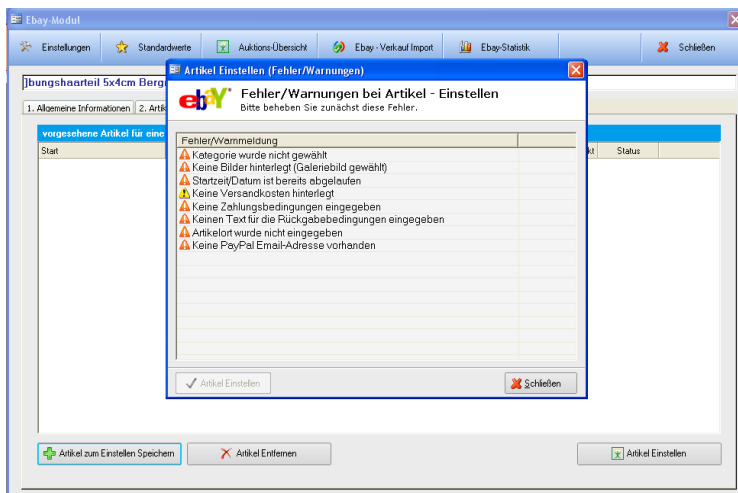 Ebay-Modul
Einstellungen
Standardwerte
Auktions-Übersicht
Ebay - Verkauf Import
Ebay-Statistik
Schließen
]bungshaarteil 5x4cm Berg
1. Allgemeine Informationen
2. Artik
vorgesehene Artikel für eine
Start
kt
Status
Artikel Einstellen (Fehler/Warnungen)
ebaY
Fehler/Warnungen bei Artikel - Einstellen
Bitte beheben Sie zunächst diese Fehler.
Fehler/Warnmeldung
Kategorie wurde nicht gewählt
Keine Bilder hinterlegt (Galeriebild gewählt)
Startzeit/Datum ist bereits abgelaufen
Keine Versandkosten hinterlegt
Keine Zahlungsbedingungen eingegeben
Keinen Text für die Rückgabebedingungen eingegeben
Artikelort wurde nicht eingegeben
Keine PayPal Email-Adresse vorhanden
Artikel Einstellen
Schließen
Artikel zum Einstellen Speichern
Artikel Entfernen
Artikel Einstellen